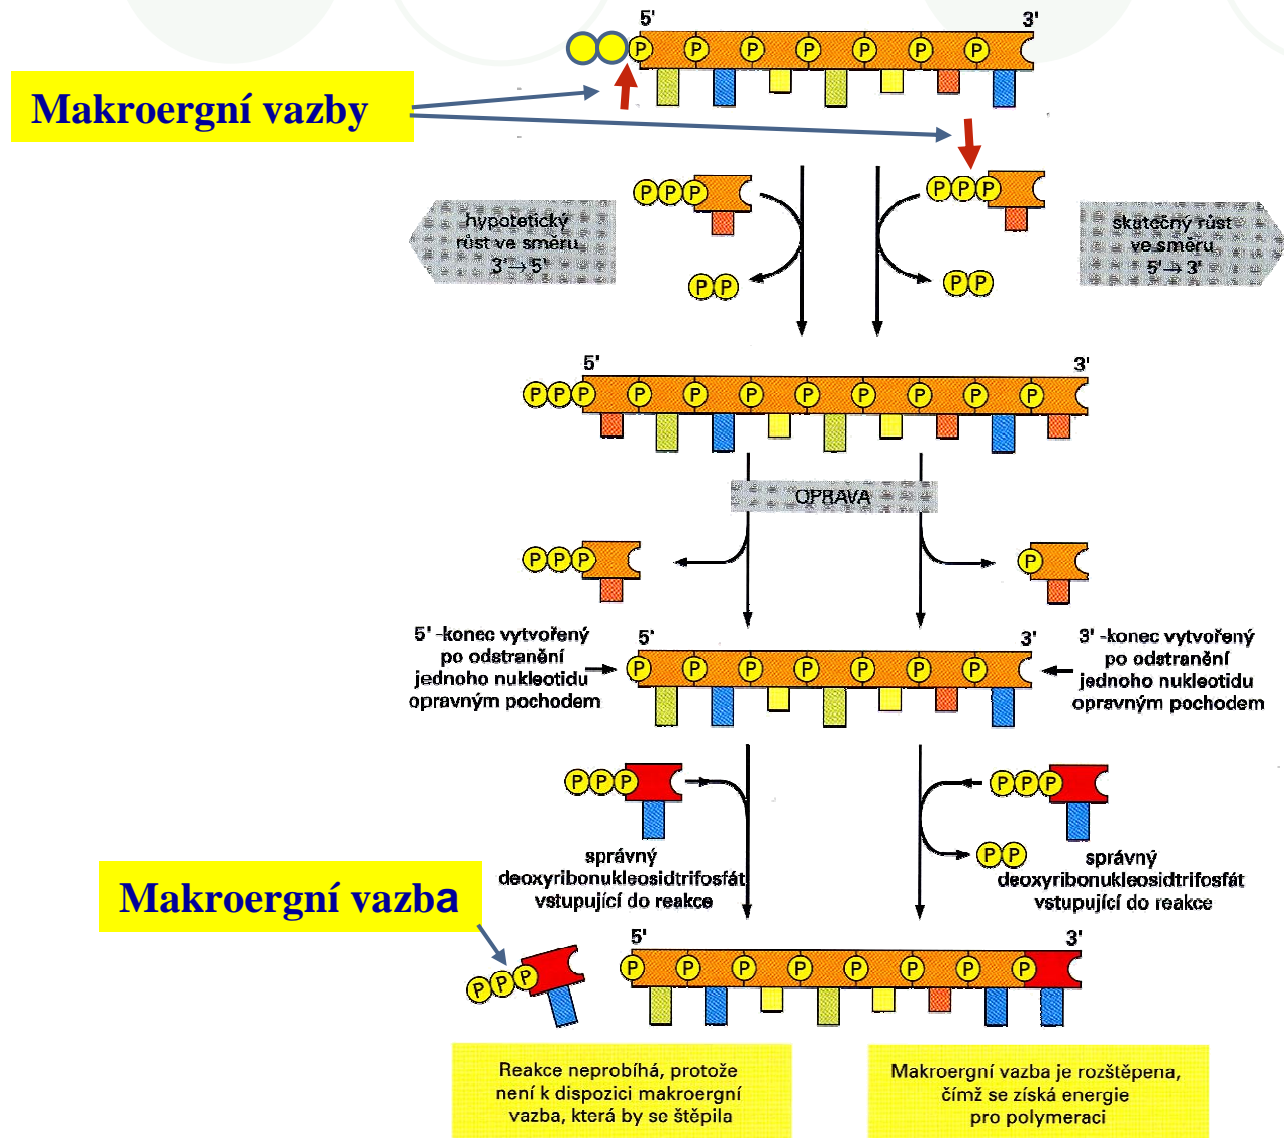 5'
3'
P P P P P P P
Makroergní vazby
P P P
P P P
hypotetický
růst ve směru
3'→5'
skutečný růst
ve směru
5'→3'
P P
P P
5'
3'
P P P P P P P P P P P
OPRAVA
P P P
P
5' -konec vytvořený
po odstranění
jednoho nukleotidu
opravným pochodem
5'
3'
P P P P P P P
3' -konec vytvořený
po odstranění
jednoho nukleotidu
opravným pochodem
P P P
P P P
P P
správný
deoxyribonukleosidtrifosfát
vstupující do reakce
správný
deoxyribonukleosidtrifosfát
vstupující do reakce
Makroergní vazba
5'
3'
P P P
P P P P P P P P
Reakce neprobíhá, protože
není k dispozici makroergní
vazba, která by se štěpila
Makroergní vazba je rozštěpena,
čímž se získá energie
pro polymeraci